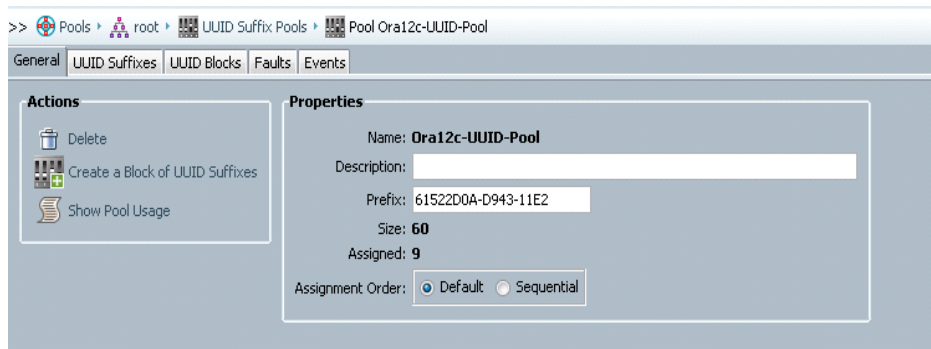 >> Pools root UUID Suffix Pools Pool Ora12c-UUID-Pool
General UUID Suffixes UUID Blocks Faults Events
Actions
Delete
Create a Block of UUID Suffixes
Show Pool Usage
Properties
Name: Ora12c-UUID-Pool
Description:
Prefix: 61522D0A-D943-11E2
Size: 60
Assigned: 9
Assignment Order: Default Sequential